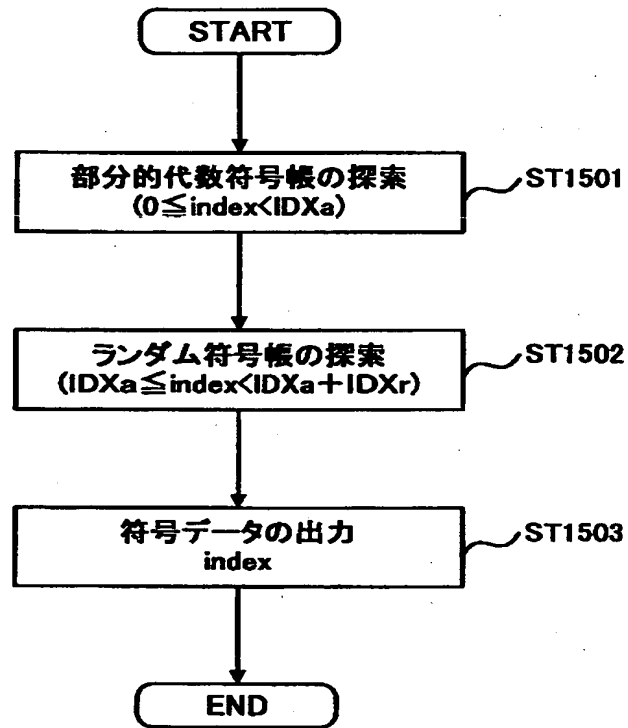 START
部分的代数符号帳の探索
(0≦index<IDXa)
ST1501
ランダム符号帳の探索
(IDXa≦index<IDXa+IDXr)
ST1502
符号データの出力
index
ST1503
END